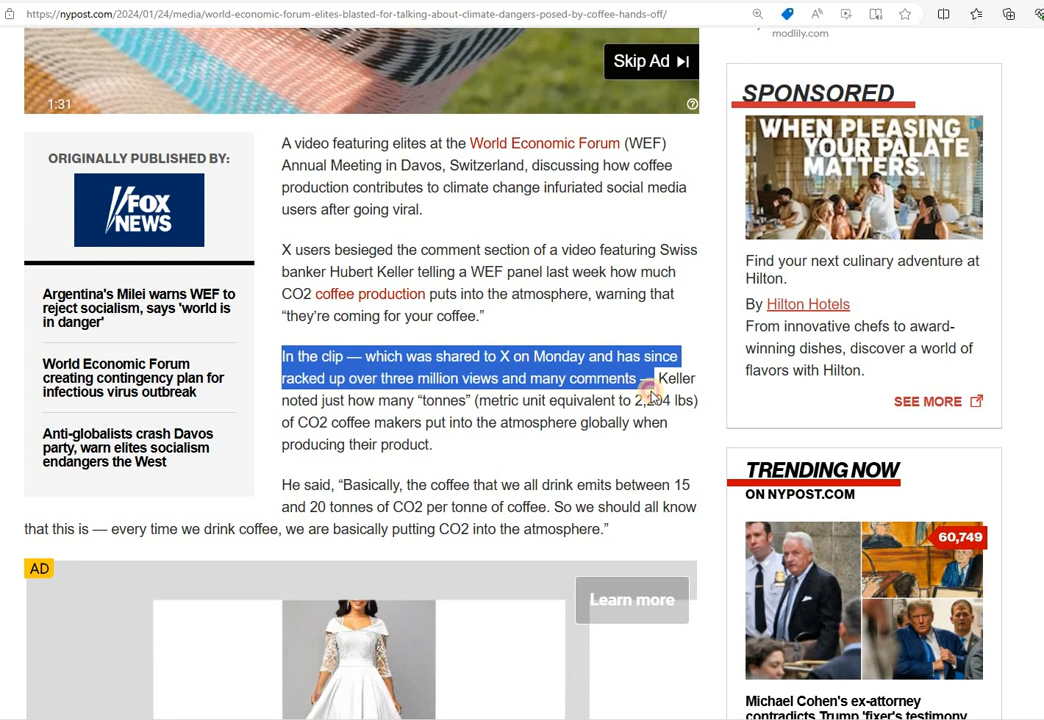 https://nypost.com/2024/01/24/media/world-economic-forum-elites-blasted-for-talking-about-climate-dangers-posed-by-coffee-hands-off/
modlily.com
Skip Ad
1:31
ORIGINALLY PUBLISHED BY:
FOX
NEWS
Argentina's Milei warns WEF to
reject socialism, says 'world is
in danger'
World Economic Forum
creating contingency plan for
infectious virus outbreak
Anti-globalists crash Davos
party, warn elites socialism
endangers the West
A video featuring elites at the World Economic Forum (WEF)
Annual Meeting in Davos, Switzerland, discussing how coffee
production contributes to climate change infuriated social media
users after going viral.
X users besieged the comment section of a video featuring Swiss
banker Hubert Keller telling a WEF panel last week how much
CO2 coffee production puts into the atmosphere, warning that
“they’re coming for your coffee.”
In the clip — which was shared to X on Monday and has since
racked up over three million views and many comments — Keller
noted just how many “tonnes” (metric unit equivalent to 2,204 lbs)
of CO2 coffee makers put into the atmosphere globally when
producing their product.
He said, “Basically, the coffee that we all drink emits between 15
and 20 tonnes of CO2 per tonne of coffee. So we should all know
that this is — every time we drink coffee, we are basically putting CO2 into the atmosphere.”
AD
Learn more
SPONSORED
WHEN PLEASING
YOUR PALATE
MATTERS.
Find your next culinary adventure at
Hilton.
By Hilton Hotels
From innovative chefs to award-
winning dishes, discover a world of
flavors with Hilton.
SEE MORE
TRENDING NOW
ON NYPOST.COM
60,749
Michael Cohen's ex-attorney
contradicts Trump 'fixer's testimony